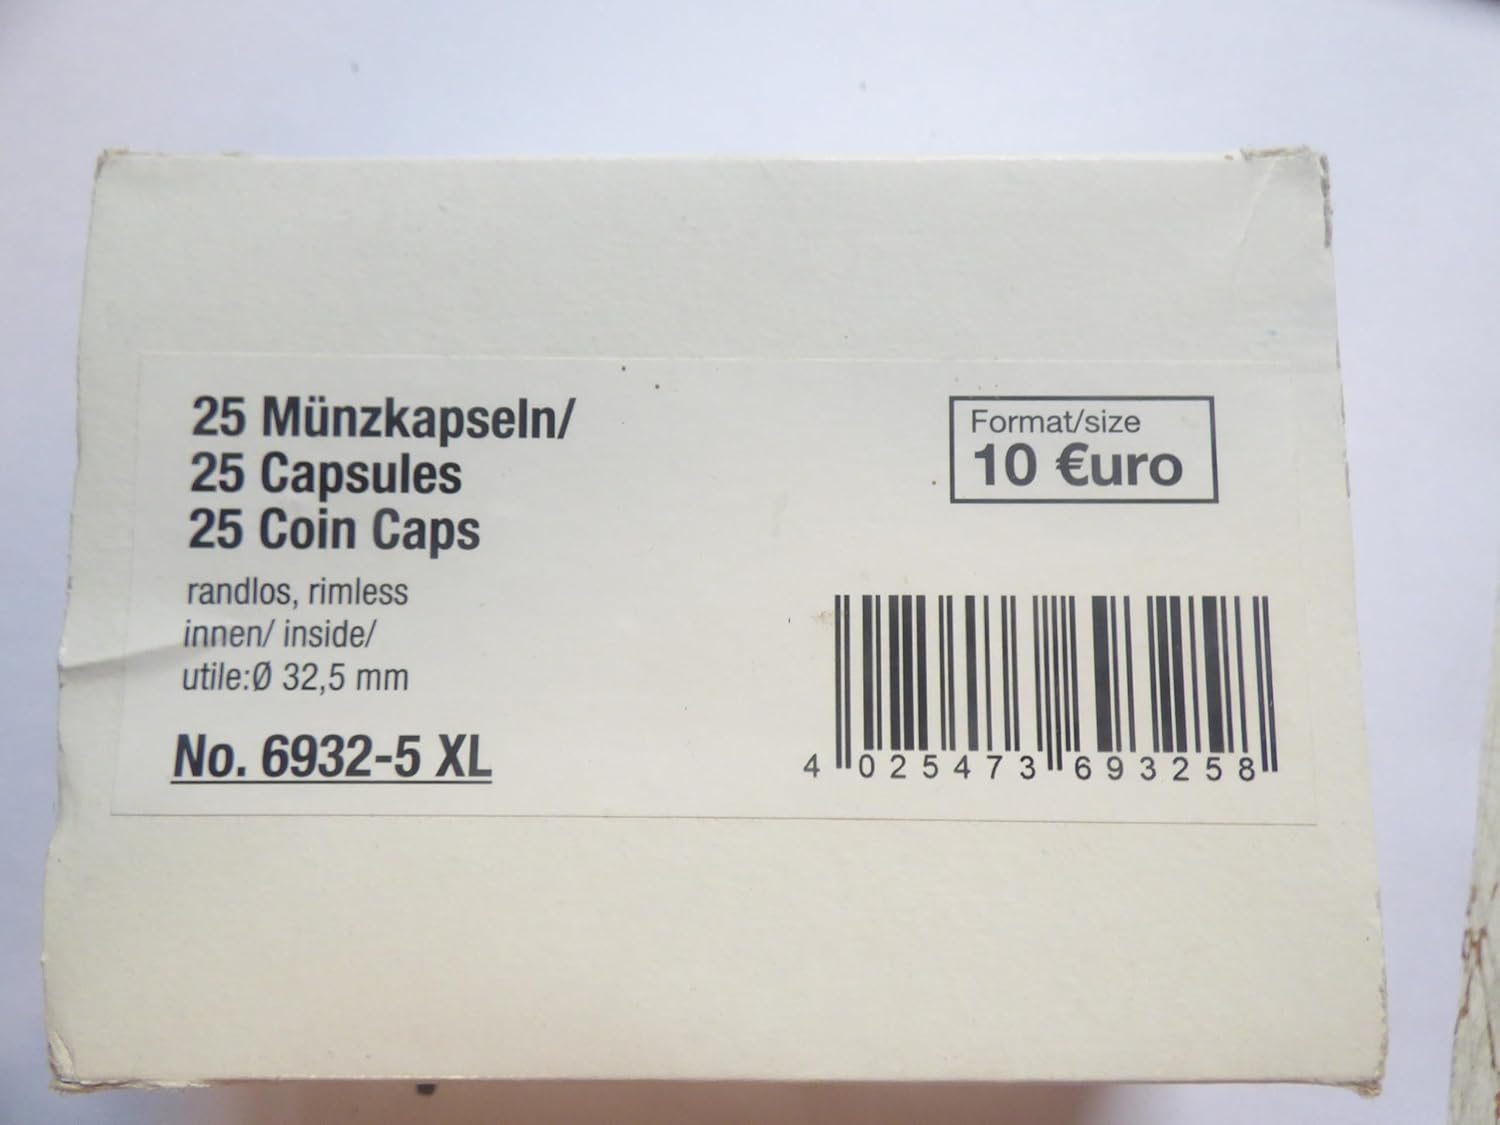 25 Münzkapseln/
25 Capsules
25 Coin Caps
randlos, rimless
innen/ inside/
utile:Ø 32,5 mm
No. 6932-5 XL
Format/size
10 €uro
4 025473 693258